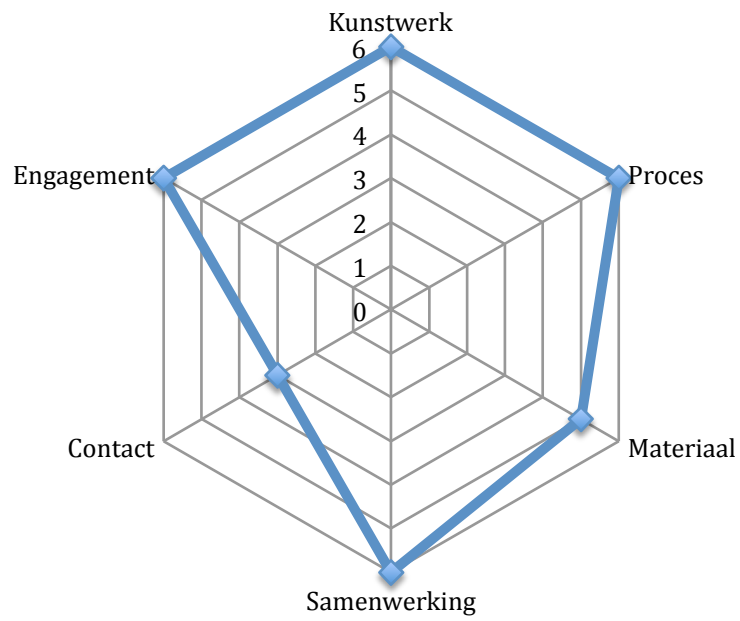 Kunstwerk
6
5
4
3
2
1
0
Engagement
Proces
Contact
Materiaal
Samenwerking